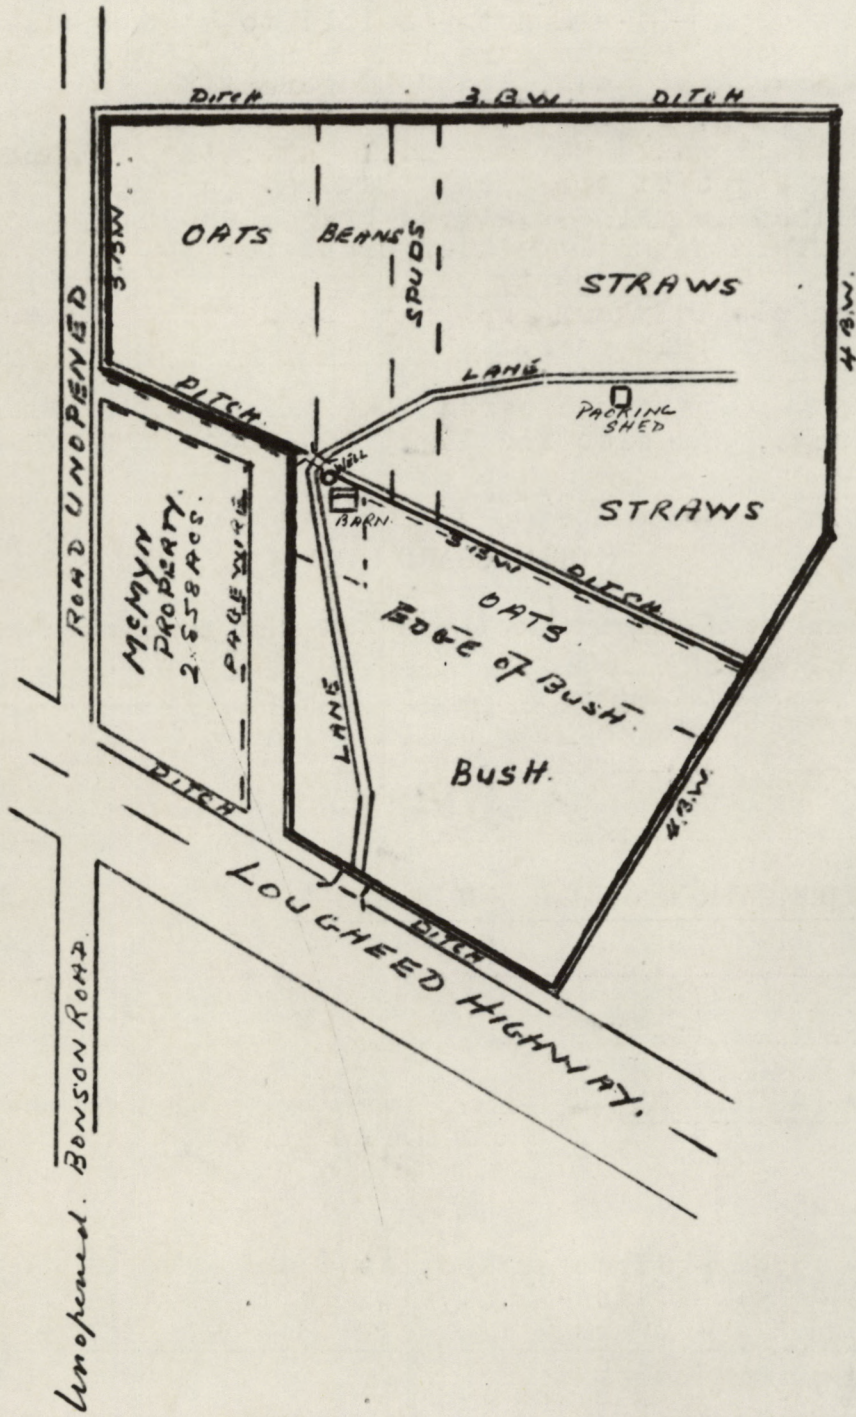 DITCH 3.B.W. DITCH
3.B.W
OATS BEANS SPUDS
STRAWS
4 B.W.
ROAD UNOPENED
DITCH.
LANE
PACKING
SHED
WELL
BARN.
STRAWS
McMYN
PROPERTY.
2.558 ACS.
PAGEWIRE
3.B.W DITCH
OATS.
EDGE of BUSH.
LANE
BUSH.
4.B.W.
DITCH
DITCH
LOUGHEED HIGHWAY.
Unopened. BONSON ROAD.